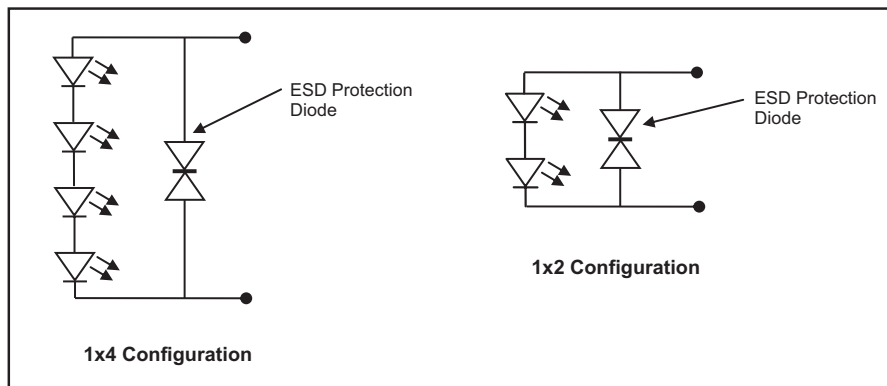 ESD Protection
Diode
1x4 Configuration
ESD Protection
Diode
1x2 Configuration